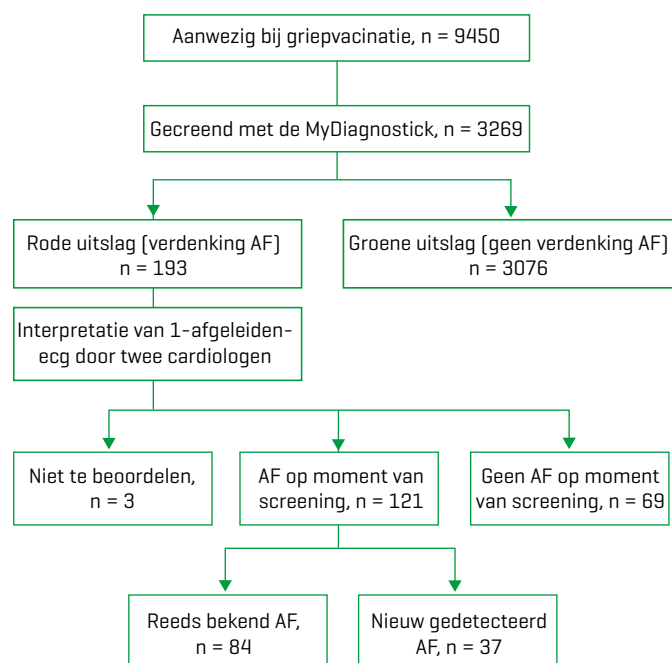 Aanwezig bij griepvacinatie, n = 9450
Gecreend met de MyDiagnostick, n = 3269
Rode uitslag (verdenking AF)
n = 193
Groene uitslag (geen verdenking AF)
n = 3076
Interpretatie van 1-afgeleiden-
ecg door twee cardiologen
Niet te beoordelen,
n = 3
AF op moment van
screening, n = 121
Geen AF op moment
van screening, n = 69
Reeds bekend AF,
n = 84
Nieuw gedetecteerd
AF, n = 37